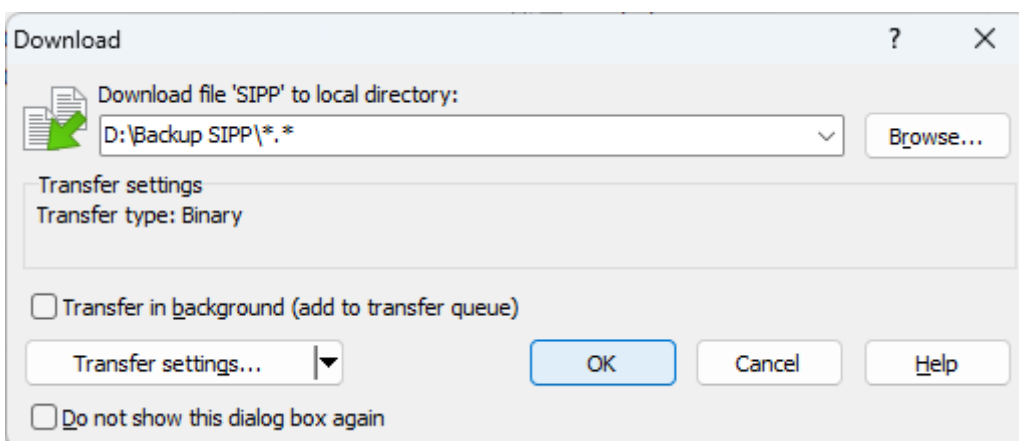 Download
Download file 'SIPP' to local directory:
D:\Backup SIPP\*.*
Browse...
Transfer settings
Transfer type: Binary
Transfer in background (add to transfer queue)
Transfer settings...
OK
Cancel
Help
Do not show this dialog box again